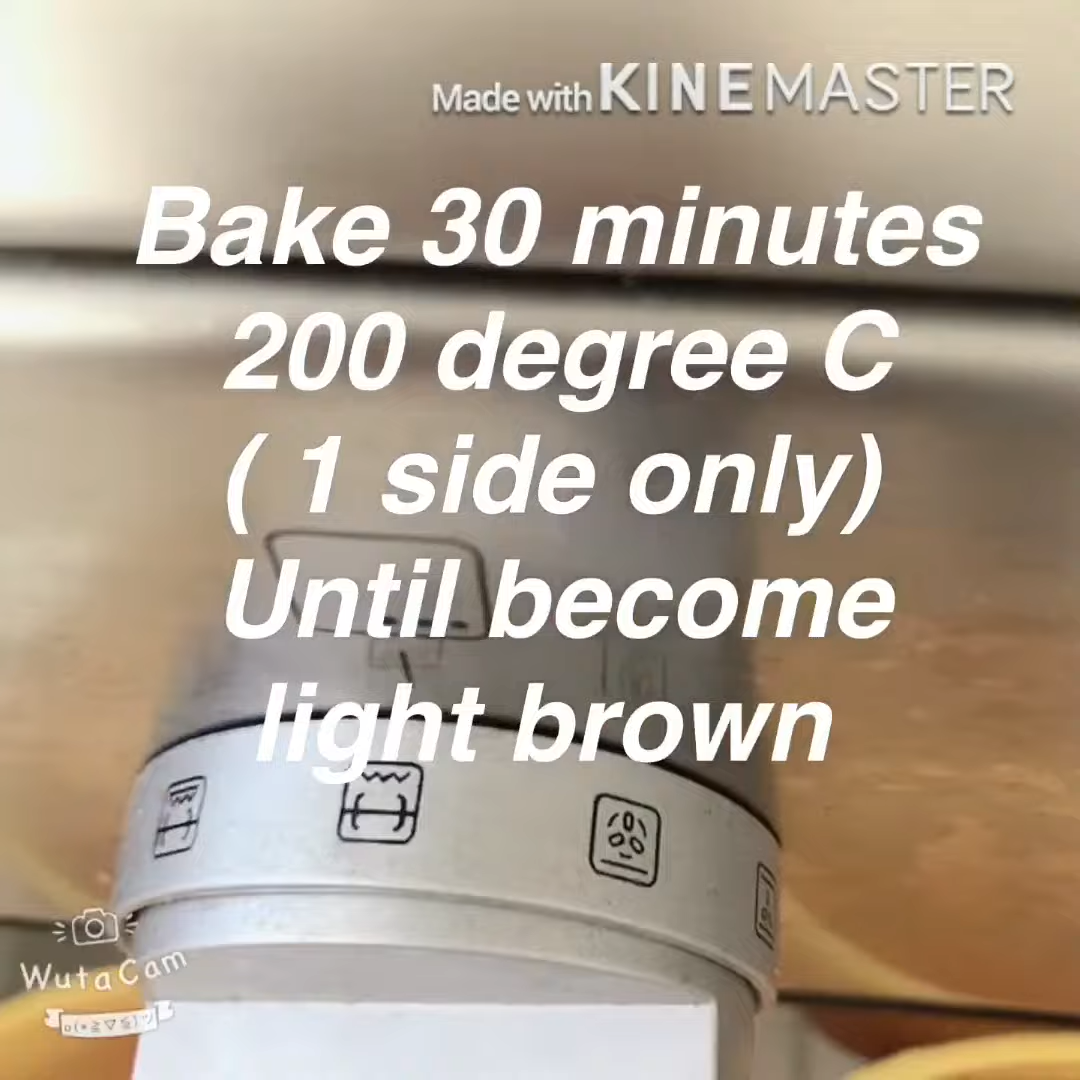 Made with KINEMASTER
Bake 30 minutes
200 degree C
( 1 side only)
Until become
light brown
WutaCam